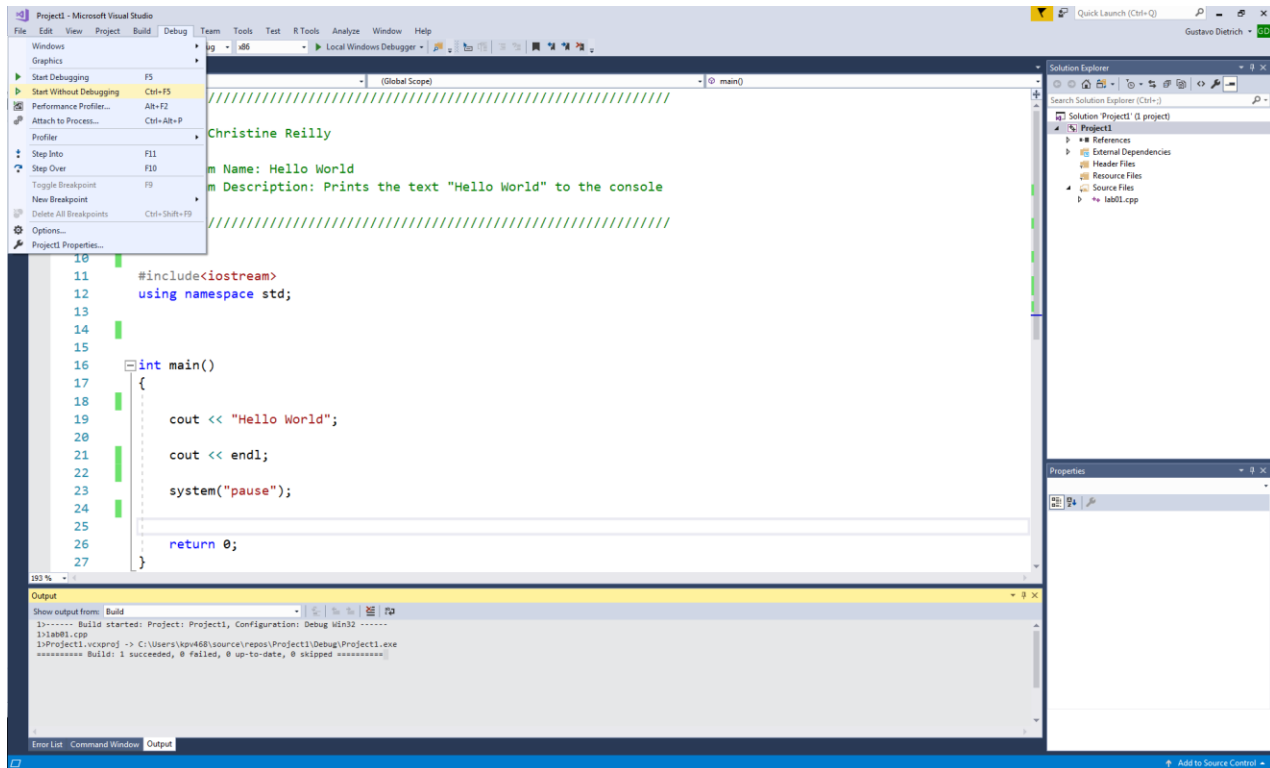 Project1 - Microsoft Visual Studio
Quick Launch (Ctrl+Q)
File Edit View Project Build Debug Team Tools Test R Tools Analyze Window Help
Gustavo Dietrich GD
ug x86 Local Windows Debugger
Windows
Graphics
Start Debugging F5
Start Without Debugging Ctrl+F5
Performance Profiler... Alt+F2
Attach to Process... Ctrl+Alt+P
Profiler
Step Into F11
Step Over F10
Toggle Breakpoint F9
New Breakpoint
Delete All Breakpoints Ctrl+Shift+F9
Options...
Project1 Properties...
(Global Scope) main()
///////////////////////////////////////////////////////////
Christine Reilly
m Name: Hello World
m Description: Prints the text "Hello World" to the console
///////////////////////////////////////////////////////////
10
11 #include<iostream>
12 using namespace std;
13
14
15
16 int main()
17 {
18
19 cout << "Hello World";
20
21 cout << endl;
22
23 system("pause");
24
25
26 return 0;
27 }
193 %
Solution Explorer
Search Solution Explorer (Ctrl+;)
Solution 'Project1' (1 project)
Project1
References
External Dependencies
Header Files
Resource Files
Source Files
lab01.cpp
Properties
Output
Show output from: Build
1>------ Build started: Project: Project1, Configuration: Debug Win32 ------
1>lab01.cpp
1>Project1.vcxproj -> C:\Users\kpv468\source\repos\Project1\Debug\Project1.exe
========== Build: 1 succeeded, 0 failed, 0 up-to-date, 0 skipped ==========
Error List Command Window Output
Add to Source Control